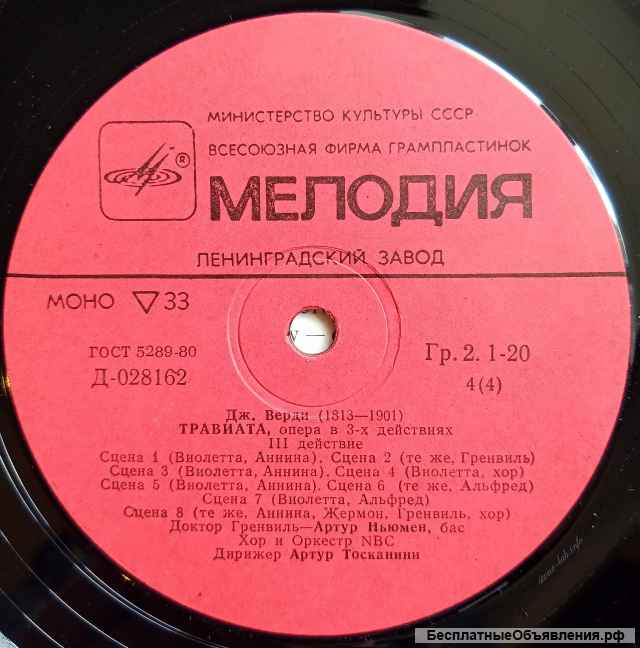 МИНИСТЕРСТВО КУЛЬТУРЫ СССР
ВСЕСОЮЗНАЯ ФИРМА ГРАМПЛАСТИНОК
®
МЕЛОДИЯ
ЛЕНИНГРАДСКИЙ ЗАВОД
МОНО ▽ 33
ГОСТ 5289-80
Гр. 2. 1-20
Д-028162
4(4)
Дж. Верди (1813—1901)
ТРАВИАТА, опера в 3-х действиях
III действие
Сцена 1 (Виолетта, Аннина). Сцена 2 (те же, Гренвиль)
Сцена 3 (Виолетта, Аннина). Сцена 4 (Виолетта, хор)
Сцена 5 (Виолетта, Аннина). Сцена 6 (те же, Альфред)
Сцена 7 (Виолетта, Альфред)
Сцена 8 (те же, Аннина, Жермон, Гренвиль, хор)
Доктор Гренвиль—Артур Ньюмен, бас
Хор и Оркестр NBC
Дирижер Артур Тосканини
БесплатныеОбъявления.рф